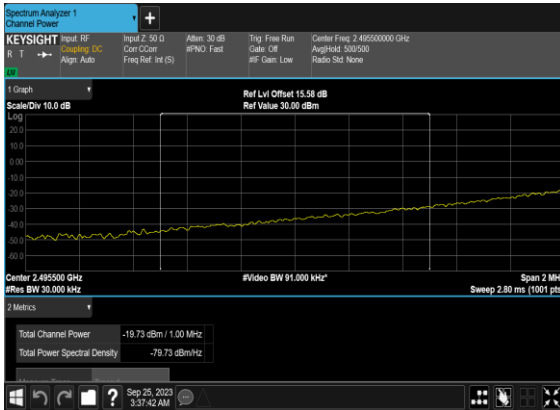 Spectrum Analyzer 1
Channel Power
KEYSIGHT Input: RF
R T Coupling: DC
Align: Auto
Input Z: 50 Ω
Corr CCorr
Freq Ref: Int (S)
Atten: 30 dB
#PNO: Fast
Trig: Free Run
Gate: Off
#IF Gain: Low
Center Freq: 2.495500000 GHz
Avg|Hold: 500/500
Radio Std: None
1 Graph
Scale/Div 10.0 dB
Ref Lvl Offset 15.58 dB
Ref Value 30.00 dBm
Log
20.0
10.0
0.00
-10.0
-20.0
-30.0
-40.0
-50.0
-60.0
Center 2.495500 GHz
#Video BW 91.000 kHz*
Span 2 MH
#Res BW 30.000 kHz
Sweep 2.80 ms (1001 pts
2 Metrics
Total Channel Power -19.73 dBm / 1.00 MHz
Total Power Spectral Density -79.73 dBm/Hz
Sep 25, 2023
3:37:42 AM